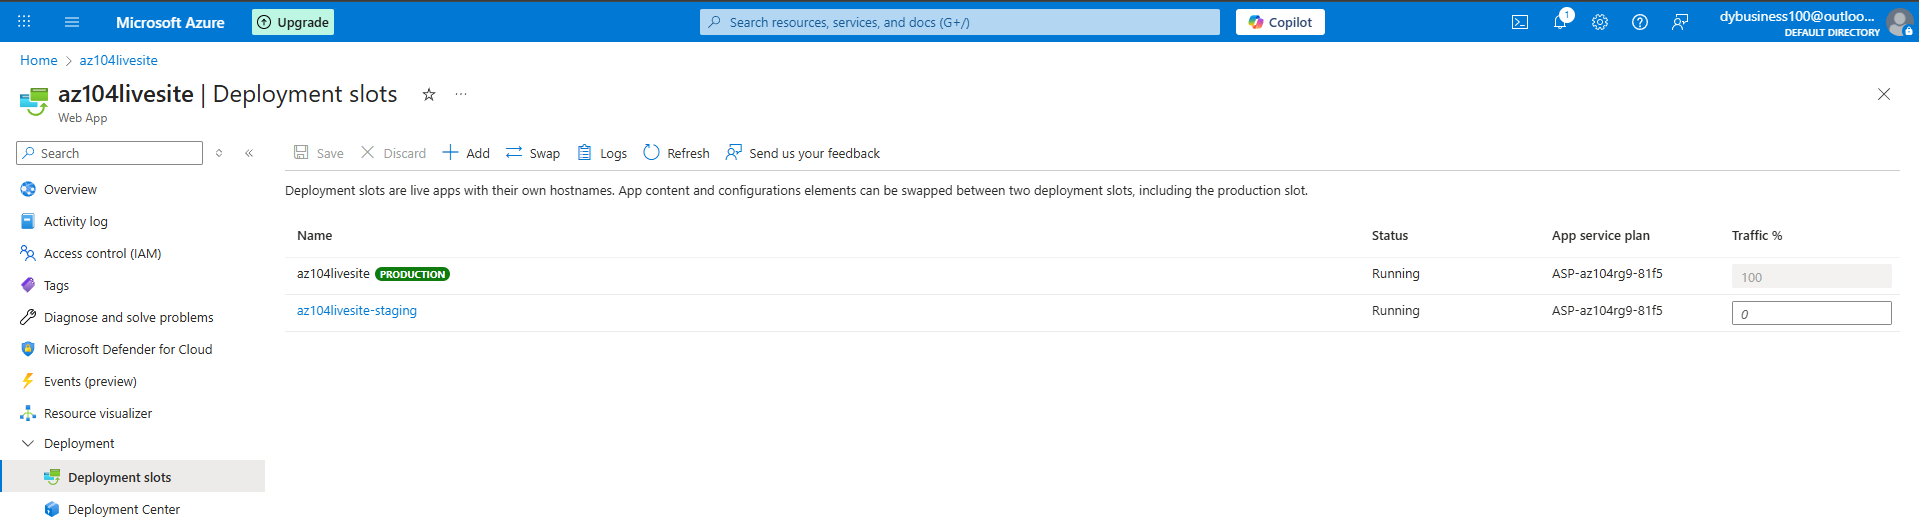 Microsoft Azure
Upgrade
Search resources, services, and docs (G+/)
Copilot
1
dybusiness100@outloo...
DEFAULT DIRECTORY
Home > az104livesite
az104livesite | Deployment slots
Web App
Search
Save
Discard
Add
Swap
Logs
Refresh
Send us your feedback
Overview
Activity log
Access control (IAM)
Tags
Diagnose and solve problems
Microsoft Defender for Cloud
Events (preview)
Resource visualizer
Deployment
Deployment slots
Deployment Center
Deployment slots are live apps with their own hostnames. App content and configurations elements can be swapped between two deployment slots, including the production slot.
Name Status App service plan Traffic %
az104livesite PRODUCTION Running ASP-az104rg9-81f5 100
az104livesite-staging Running ASP-az104rg9-81f5 0